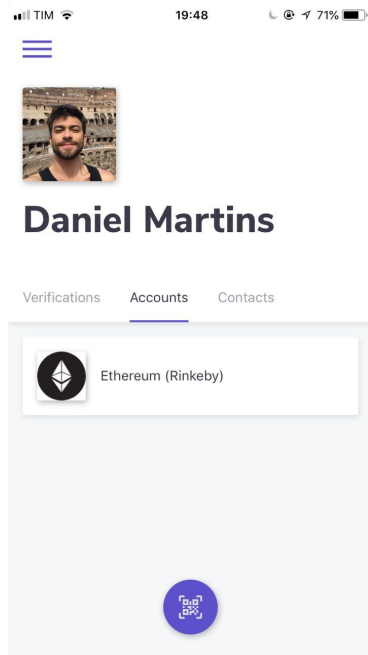 TIM 19:48 71%
Daniel Martins
Verifications Accounts Contacts
Ethereum (Rinkeby)